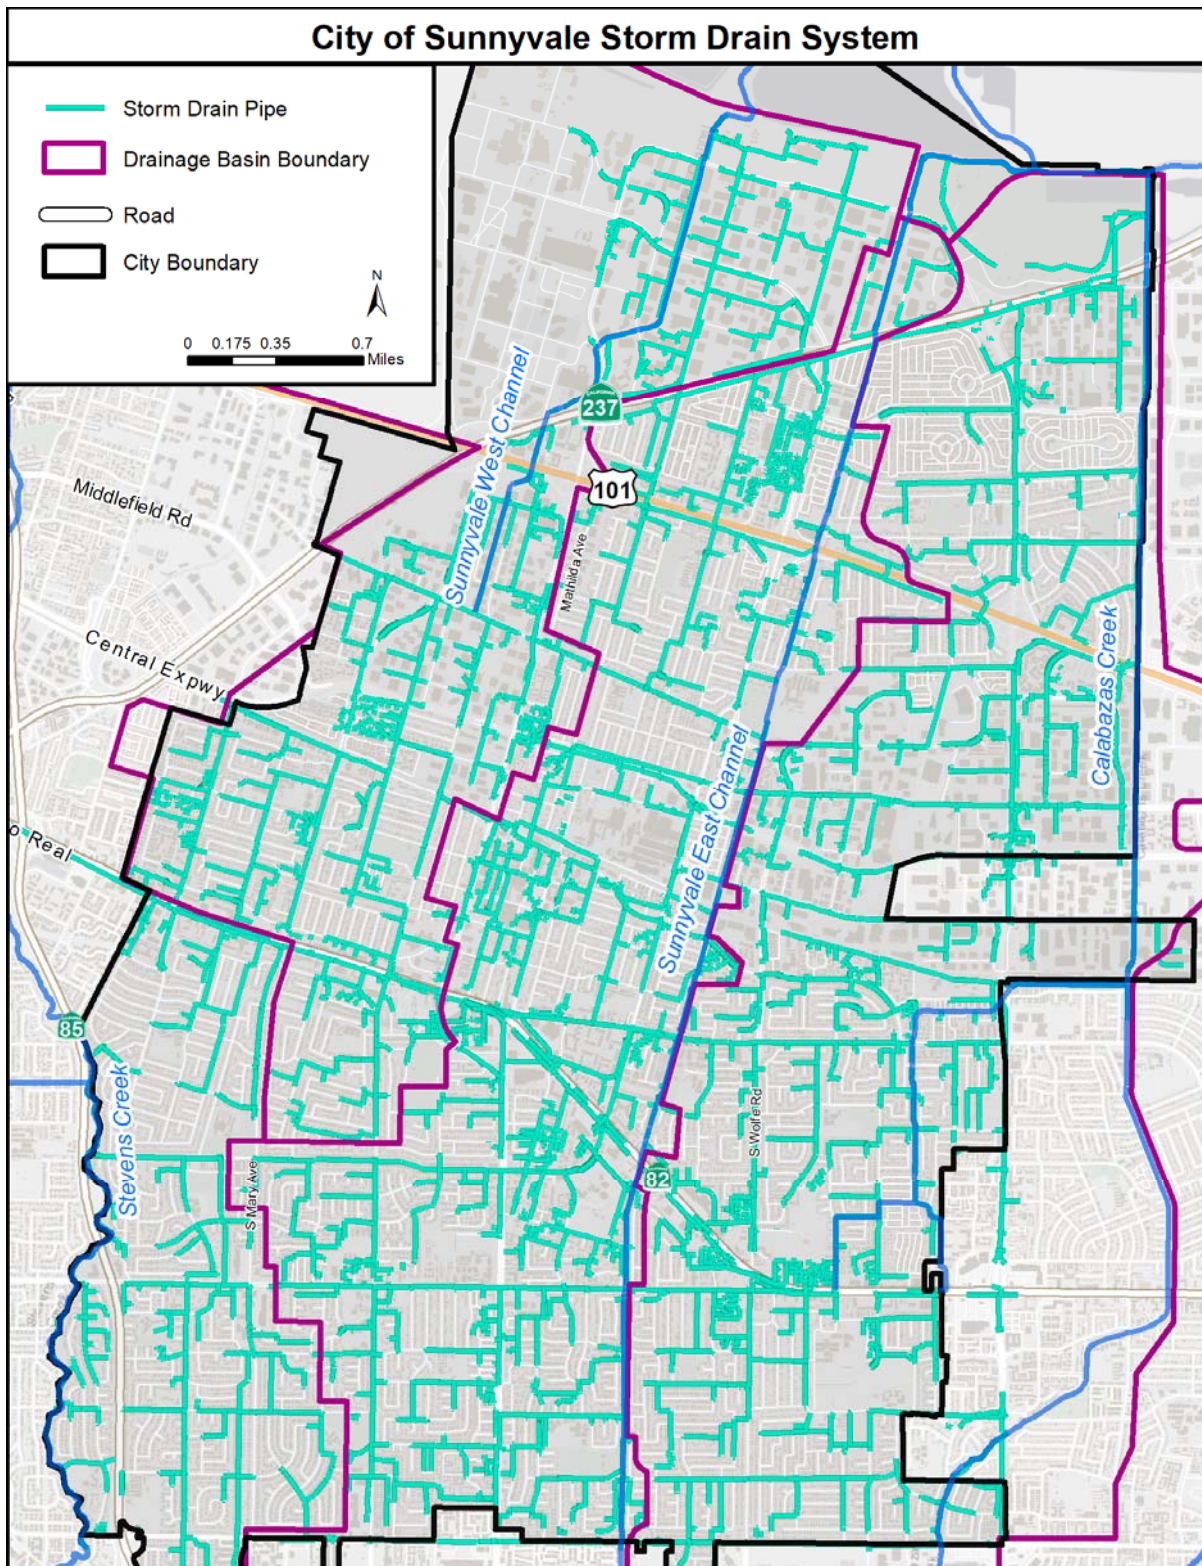 City of Sunnyvale Storm Drain System
Storm Drain Pipe
Drainage Basin Boundary
Road
City Boundary
N
0 0.175 0.35 0.7
Miles
237
101
Sunnyvale West Channel
Middlefield Rd
Mathilda Ave
Central Expwy
Calabazas Creek
Sunnyvale East Channel
o Real
85
Stevens Creek
S Mary Ave
S Wolfe Rd
82